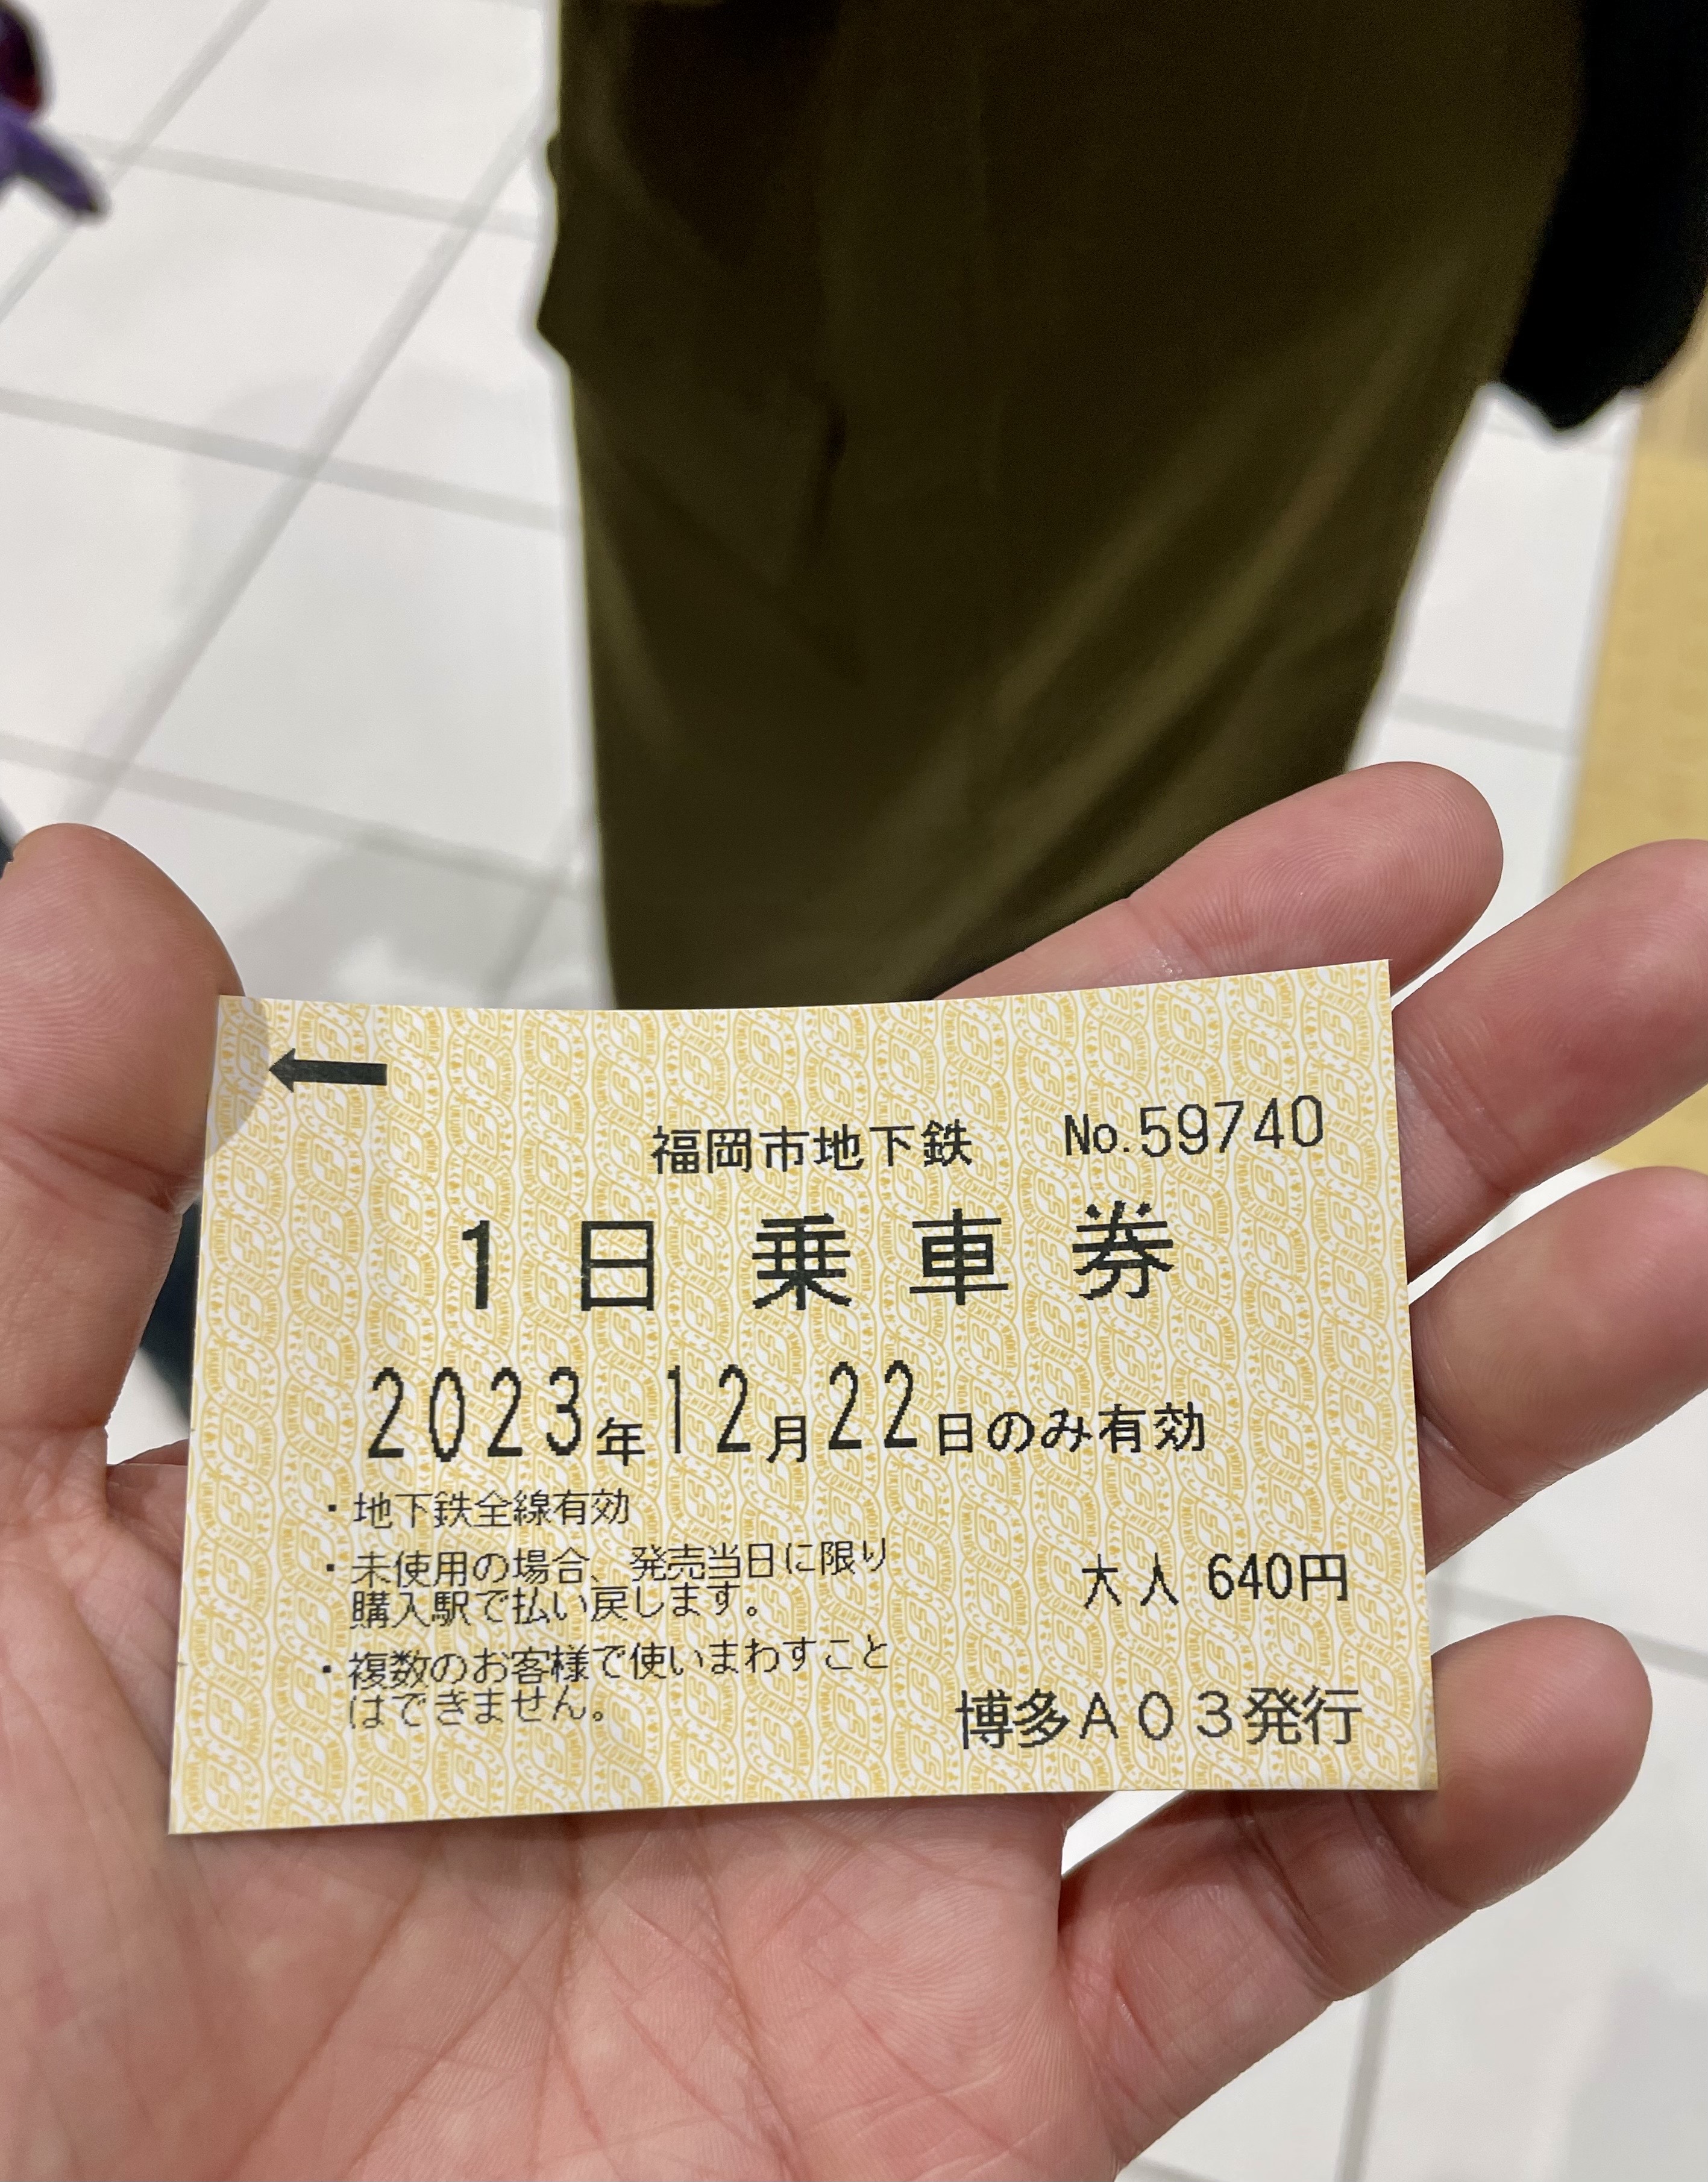 ←
福岡市地下鉄 No.59740
1日乗車券
2023年12月22日のみ有効
・地下鉄全線有効
・未使用の場合、発売当日に限り
購入駅で払い戻します。
大人 640円
・複数のお客様で使いまわすこと
はできません。
博多A03発行